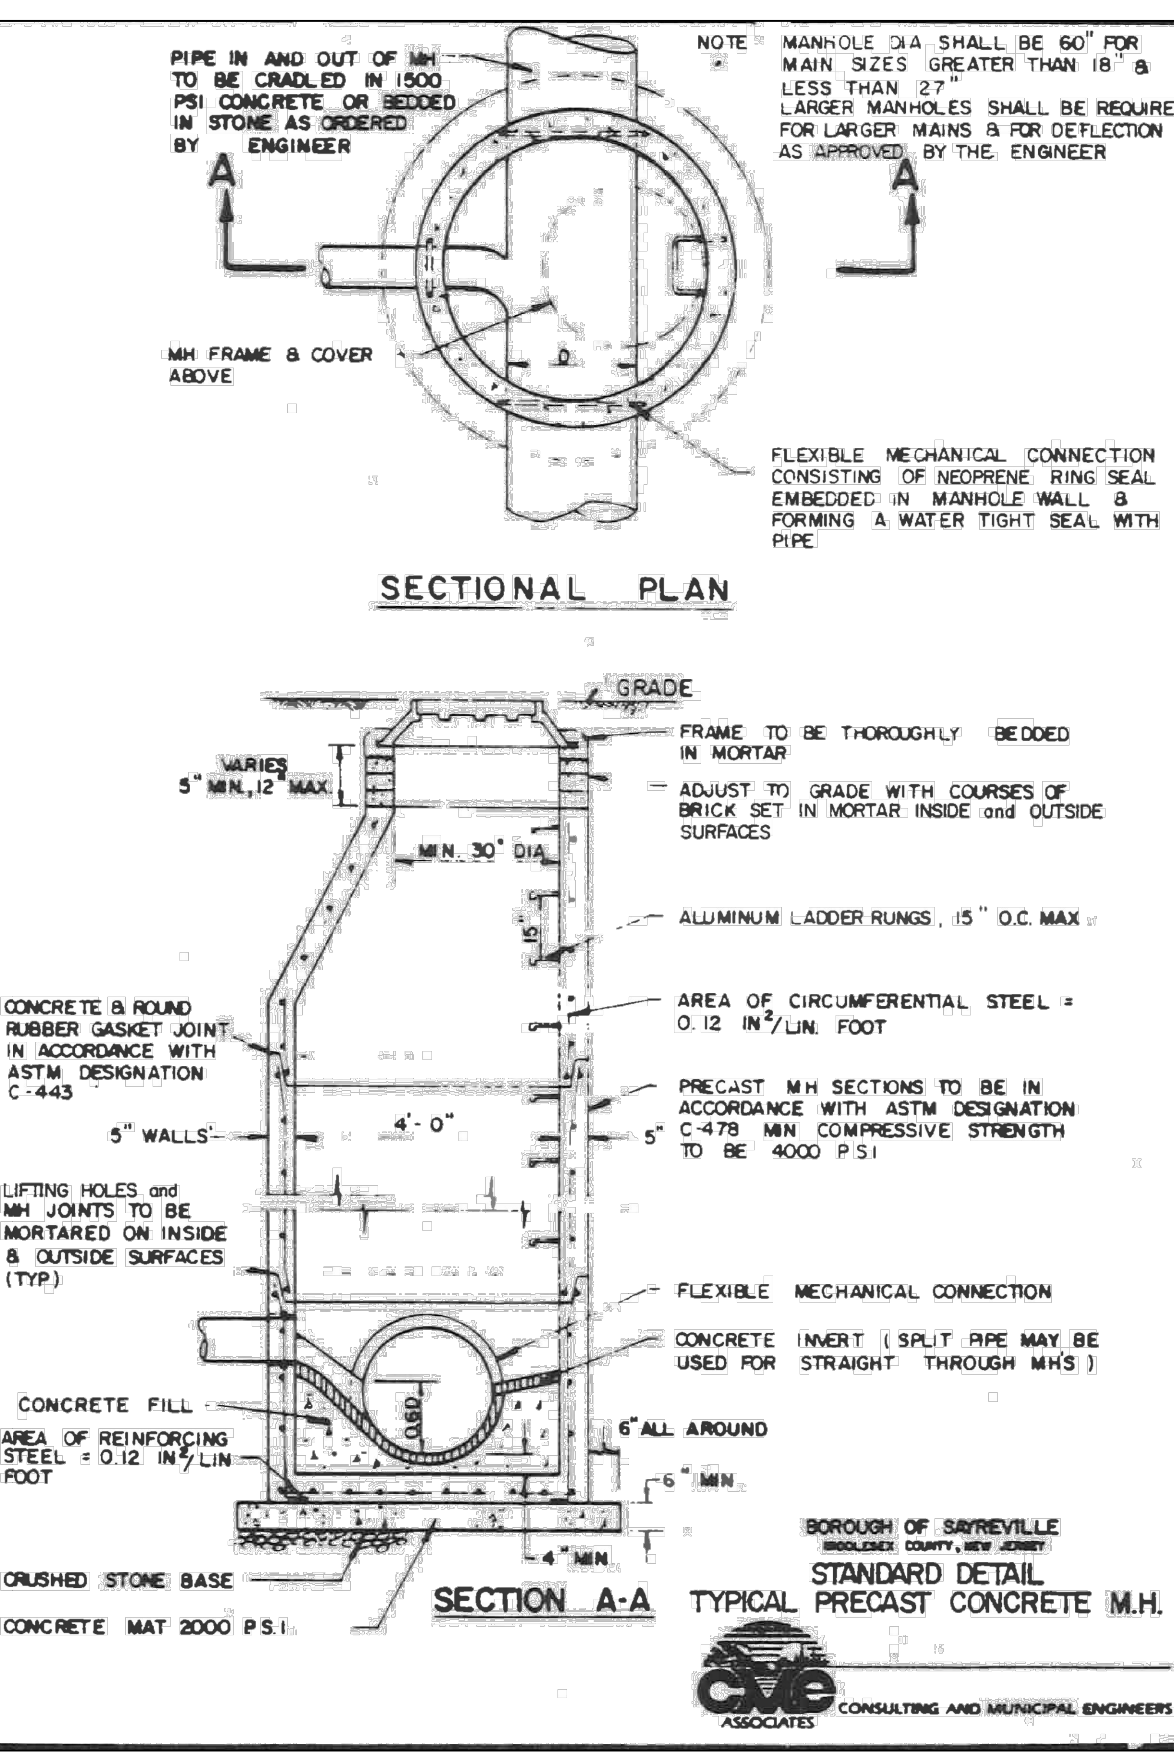 PIPE IN AND OUT OF MH
TO BE CRADLED IN 1500
PSI CONCRETE OR BEDDED
IN STONE AS ORDERED
BY ENGINEER
NOTE
MANHOLE DIA SHALL BE 60" FOR
MAIN SIZES GREATER THAN 18" &
LESS THAN 27"
LARGER MANHOLES SHALL BE REQUIRE
FOR LARGER MAINS & FOR DEFLECTION
AS APPROVED BY THE ENGINEER
A
A
MH FRAME & COVER
ABOVE
D
FLEXIBLE MECHANICAL CONNECTION
CONSISTING OF NEOPRENE RING SEAL
EMBEDDED IN MANHOLE WALL &
FORMING A WATER TIGHT SEAL WITH
PIPE
SECTIONAL PLAN
GRADE
FRAME TO BE THOROUGHLY BEDDED
IN MORTAR
VARIES
5" MIN., 12" MAX.
ADJUST TO GRADE WITH COURSES OF
BRICK SET IN MORTAR INSIDE and OUTSIDE
SURFACES
MIN. 30" DIA
15"
ALUMINUM LADDER RUNGS, 15" O.C. MAX
CONCRETE & ROUND
RUBBER GASKET JOINT
IN ACCORDANCE WITH
ASTM DESIGNATION
C-443
AREA OF CIRCUMFERENTIAL STEEL =
0.12 IN²/LIN. FOOT
PRECAST MH SECTIONS TO BE IN
ACCORDANCE WITH ASTM DESIGNATION
C-478 MIN COMPRESSIVE STRENGTH
TO BE 4000 P.S.I
5" WALLS
4'-0"
5"
LIFTING HOLES and
MH JOINTS TO BE
MORTARED ON INSIDE
& OUTSIDE SURFACES
(TYP.)
FLEXIBLE MECHANICAL CONNECTION
CONCRETE INVERT (SPLIT PIPE MAY BE
USED FOR STRAIGHT THROUGH MH'S)
CONCRETE FILL
0.6D
6" ALL AROUND
AREA OF REINFORCING
STEEL = 0.12 IN²/LIN
FOOT
6" MIN
4" MIN
CRUSHED STONE BASE
CONCRETE MAT 2000 P.S.I
SECTION A-A
BOROUGH OF SAYREVILLE
MIDDLESEX COUNTY, NEW JERSEY
STANDARD DETAIL
TYPICAL PRECAST CONCRETE M.H.
CME
ASSOCIATES
CONSULTING AND MUNICIPAL ENGINEERS